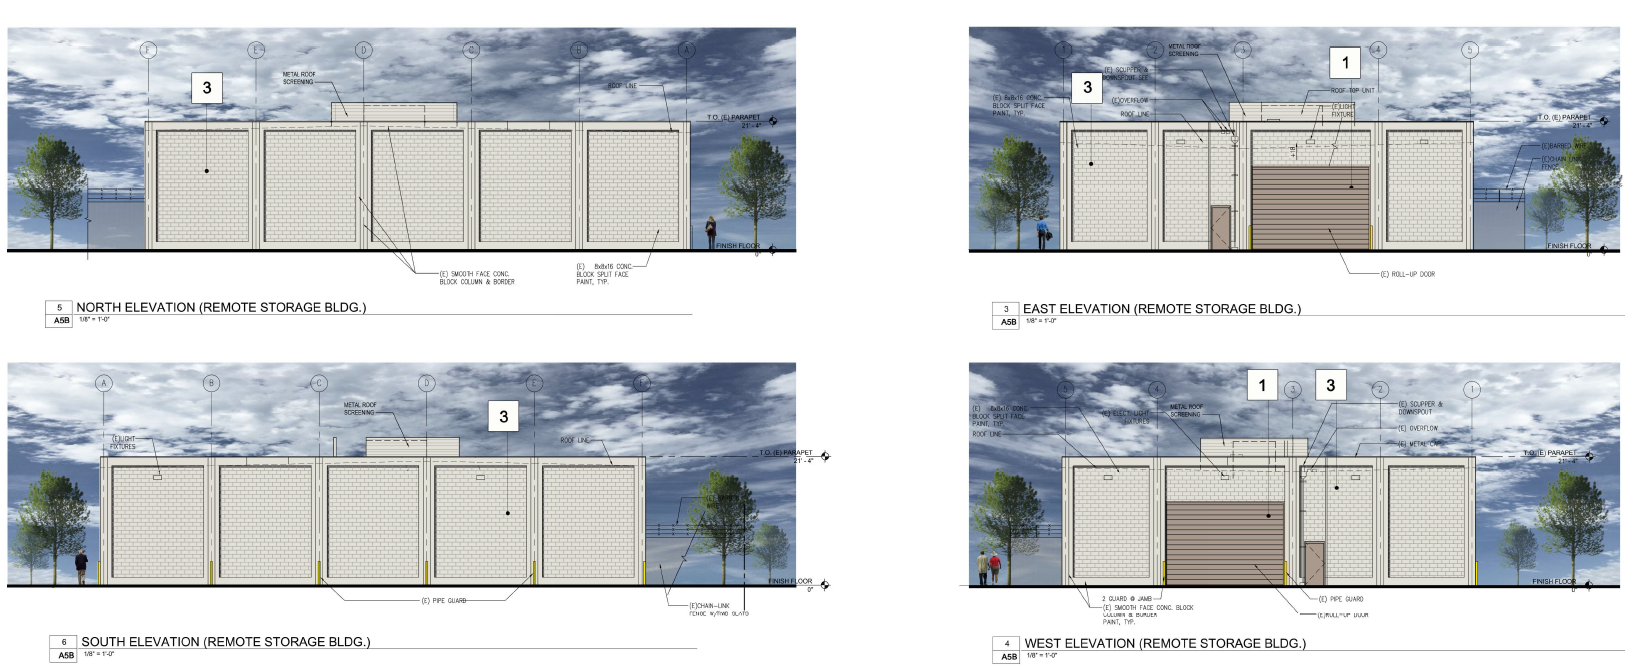 F
E
D
C
B
A
3
METAL ROOF
SCREENING
ROOF LINE
T.O. (E) PARAPET
21' - 4"
FINISH FLOOR
0"
(E) SMOOTH FACE CONC.
BLOCK COLUMN & BORDER
(E) 8x8x16 CONC.
BLOCK SPLIT FACE
PAINT, TYP.
5
A5B
NORTH ELEVATION (REMOTE STORAGE BLDG.)
1/8" = 1'-0"
1
2
3
4
5
METAL ROOF
SCREENING
1
3
(E) SCUPPER &
DOWNSPOUT SEE
(E) 8x8x16 CONC.
BLOCK SPLIT FACE
PAINT, TYP.
(E)OVERFLOW
ROOF LINE
ROOF TOP UNIT
(E)LIGHT
FIXTURE
T.O. (E) PARAPET
21' - 4"
(E)BARBED
(E)CHAIN
FENCE
FINISH FLOOR
0"
(E) ROLL-UP DOOR
3
A5B
EAST ELEVATION (REMOTE STORAGE BLDG.)
1/8" = 1'-0"
A
B
C
D
E
F
METAL ROOF
SCREENING
3
(E)LIGHT
FIXTURES
ROOF LINE
T.O. (E) PARAPET
21' - 4"
FINISH FLOOR
0"
(E) PIPE GUARD
(E)CHAIN-LINK
FENCE W/TWO SLATS
6
A5B
SOUTH ELEVATION (REMOTE STORAGE BLDG.)
1/8" = 1'-0"
5
4
1
3
3
2
1
(E) 8x8x16 CONC.
BLOCK SPLIT FACE
PAINT, TYP.
ROOF LINE
(E) ELECT. LIGHT
FIXTURES
METAL ROOF
SCREENING
(E) SCUPPER &
DOWNSPOUT
(E) OVERFLOW
(E) METAL CAP
T.O. (E) PARAPET
21' - 4"
FINISH FLOOR
0"
2 GUARD @ JAMB
(E) SMOOTH FACE CONC. BLOCK
COLUMN & BORDER
PAINT, TYP.
(E) PIPE GUARD
(E)ROLL-UP DOOR
4
A5B
WEST ELEVATION (REMOTE STORAGE BLDG.)
1/8" = 1'-0"